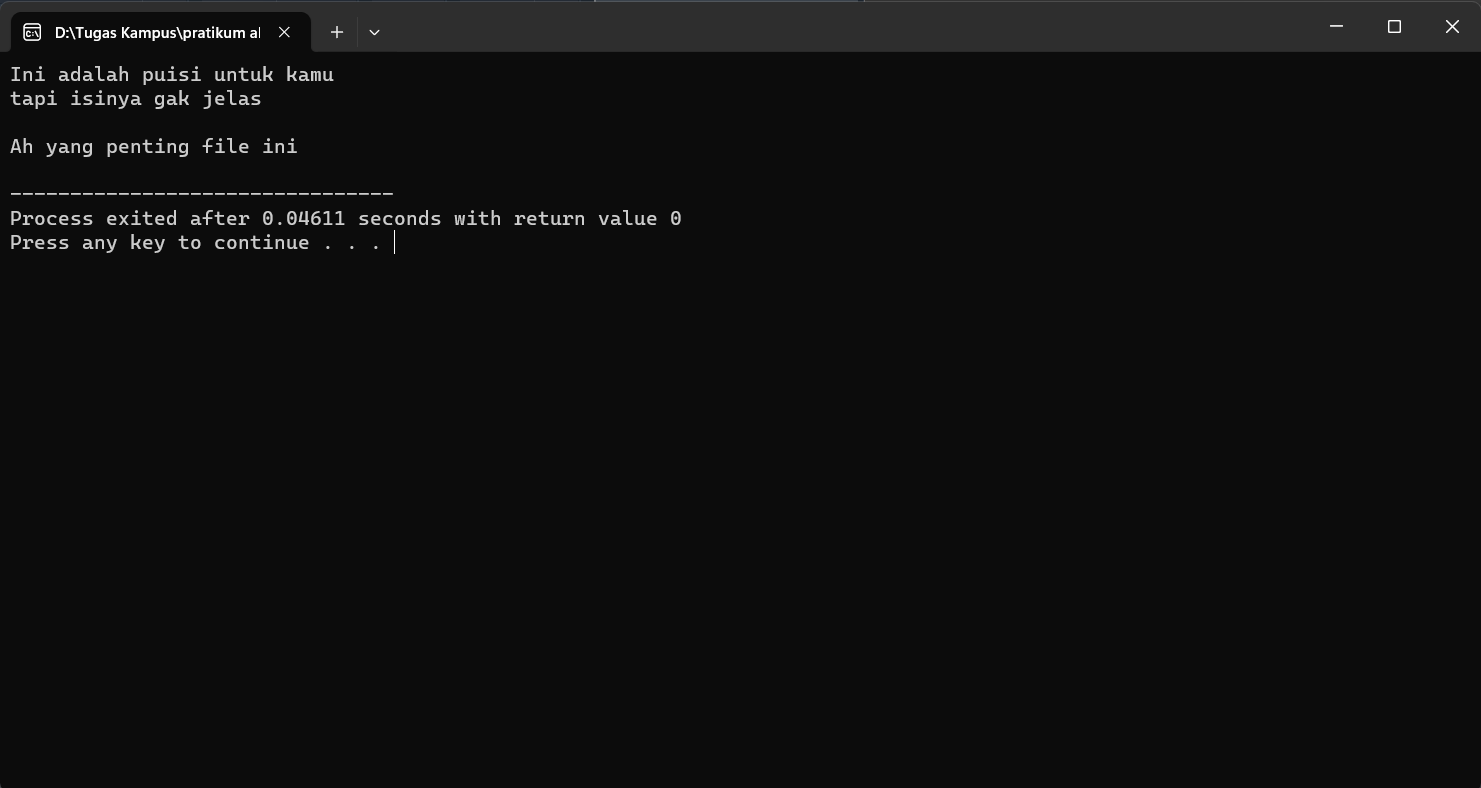 D:\Tugas Kampus\pratikum al
Ini adalah puisi untuk kamu
tapi isinya gak jelas
Ah yang penting file ini
--------------------------------
Process exited after 0.04611 seconds with return value 0
Press any key to continue . . .